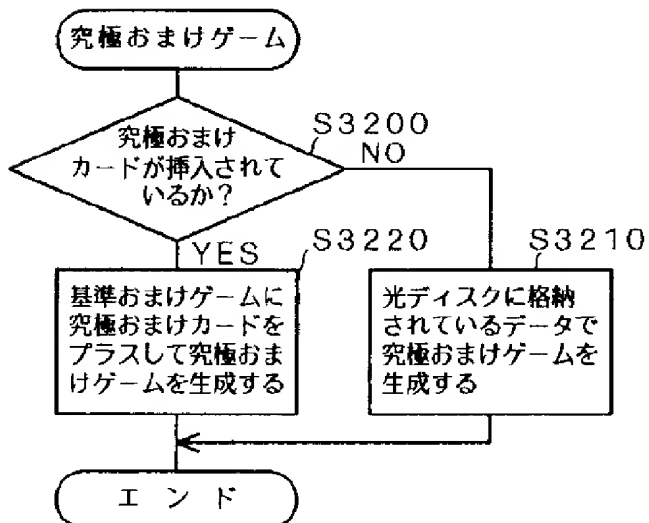 究極おまけゲーム
究極おまけ
カードが挿入されて
いるか？
S3200
NO
YES
S3220
基準おまけゲームに
究極おまけカードを
プラスして究極おま
けゲームを生成する
S3210
光ディスクに格納
されているデータで
究極おまけゲームを
生成する
エンド